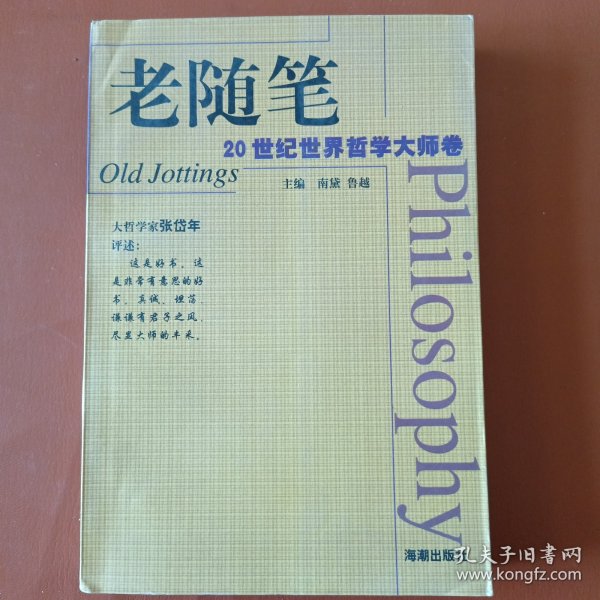 老随笔
20世纪世界哲学大师卷
Old Jottings
主编 南黛 鲁越
Philosophy
大哲学家张岱年
评述：
这是好书。这
是非常有意思的好
书。真诚、坦荡、
谦谦有君子之风，
尽显大师的丰采。
海潮出版社
孔夫子旧书网
www.kongfz.com